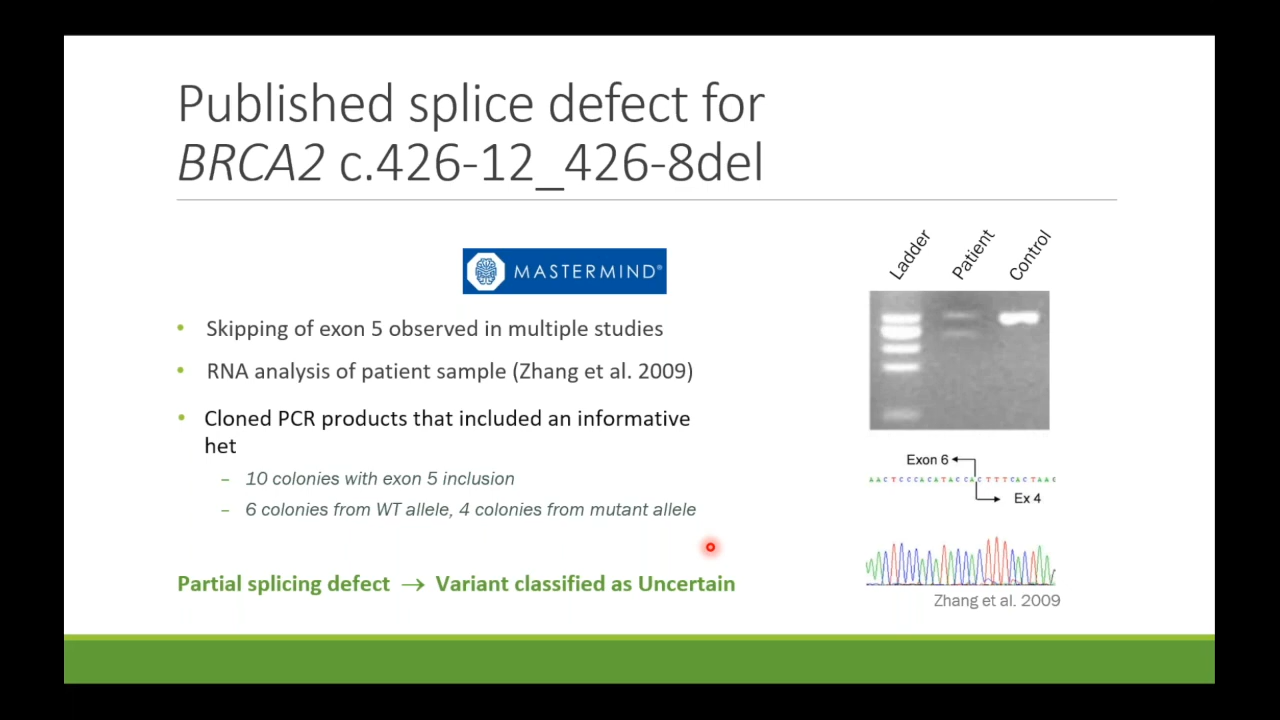 Published splice defect for
BRCA2 c.426-12_426-8del
MASTERMIND®
• Skipping of exon 5 observed in multiple studies
• RNA analysis of patient sample (Zhang et al. 2009)
• Cloned PCR products that included an informative
het
– 10 colonies with exon 5 inclusion
– 6 colonies from WT allele, 4 colonies from mutant allele
Partial splicing defect → Variant classified as Uncertain
Ladder
Patient
Control
Exon 6
AACTCCCACATACCACTTTCACTAAG
Ex 4
Zhang et al. 2009